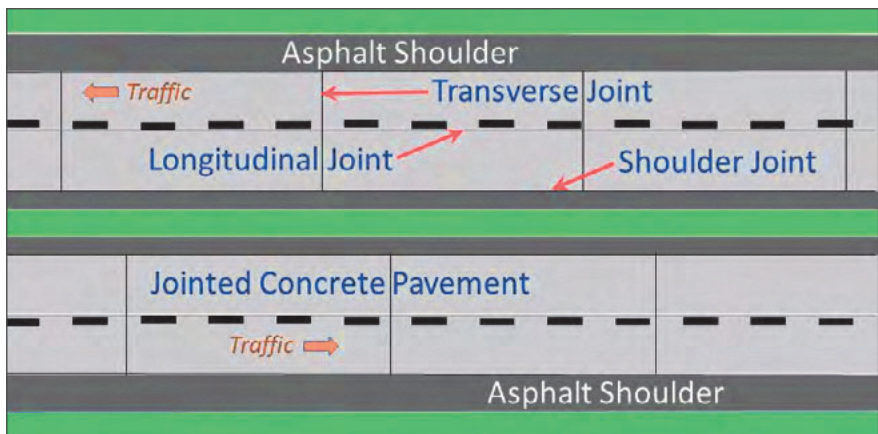 Asphalt Shoulder
Traffic
Transverse Joint
Longitudinal Joint
Shoulder Joint
Jointed Concrete Pavement
Traffic
Asphalt Shoulder